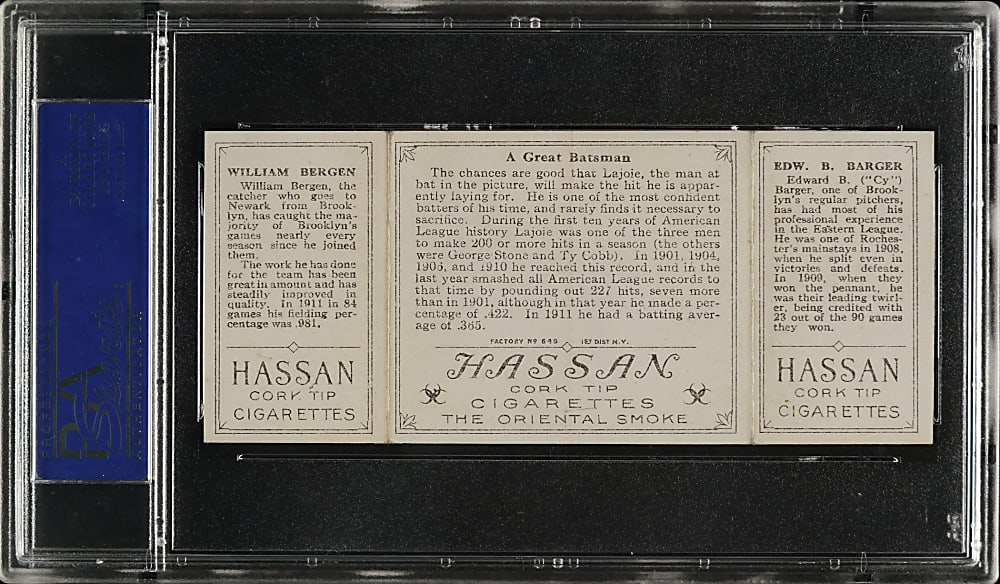 WILLIAM BERGEN
William Bergen, the
catcher who goes to
Newark from Brook-
lyn, has caught the ma-
jority of Brooklyn's
games nearly every
season since he joined
them.
The work he has done
for the team has been
great in amount and has
steadily improved in
quality. In 1911 in 84
games his fielding per-
centage was .981.
HASSAN
CORK TIP
CIGARETTES
A Great Batsman
The chances are good that Lajoie, the man at
bat in the picture, will make the hit he is appar-
ently laying for. He is one of the most confident
batters of his time, and rarely finds it necessary to
sacrifice. During the first ten years of American
League history Lajoie was one of the three men
to make 200 or more hits in a season (the others
were George Stone and Ty Cobb). In 1901, 1904,
1906, and 1910 he reached this record, and in the
last year smashed all American League records to
that time by pounding out 227 hits, seven more
than in 1901, although in that year he made a per-
centage of .422. In 1911 he had a batting aver-
age of .365.
FACTORY Nº 649 1ST DIST N.Y.
HASSAN
CORK TIP
CIGARETTES
THE ORIENTAL SMOKE
EDW. B. BARGER
Edward B. ("Cy")
Barger, one of Brook-
lyn's regular pitchers,
has had most of his
professional experience
in the Eastern League.
He was one of Roches-
ter's mainstays in 1908,
when he split even in
victories and defeats.
In 1909, when they
won the pennant, he
was their leading twirl-
er, being credited with
23 out of the 90 games
they won.
HASSAN
CORK TIP
CIGARETTES
PSA